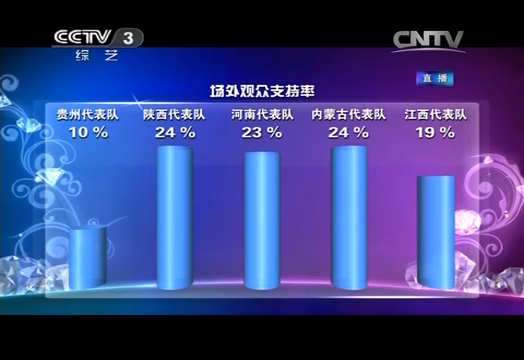 CCTV 3
综艺
CNTV
直播
场外观众支持率
贵州代表队 陕西代表队 河南代表队 内蒙古代表队 江西代表队
10 % 24 % 23 % 24 % 19 %